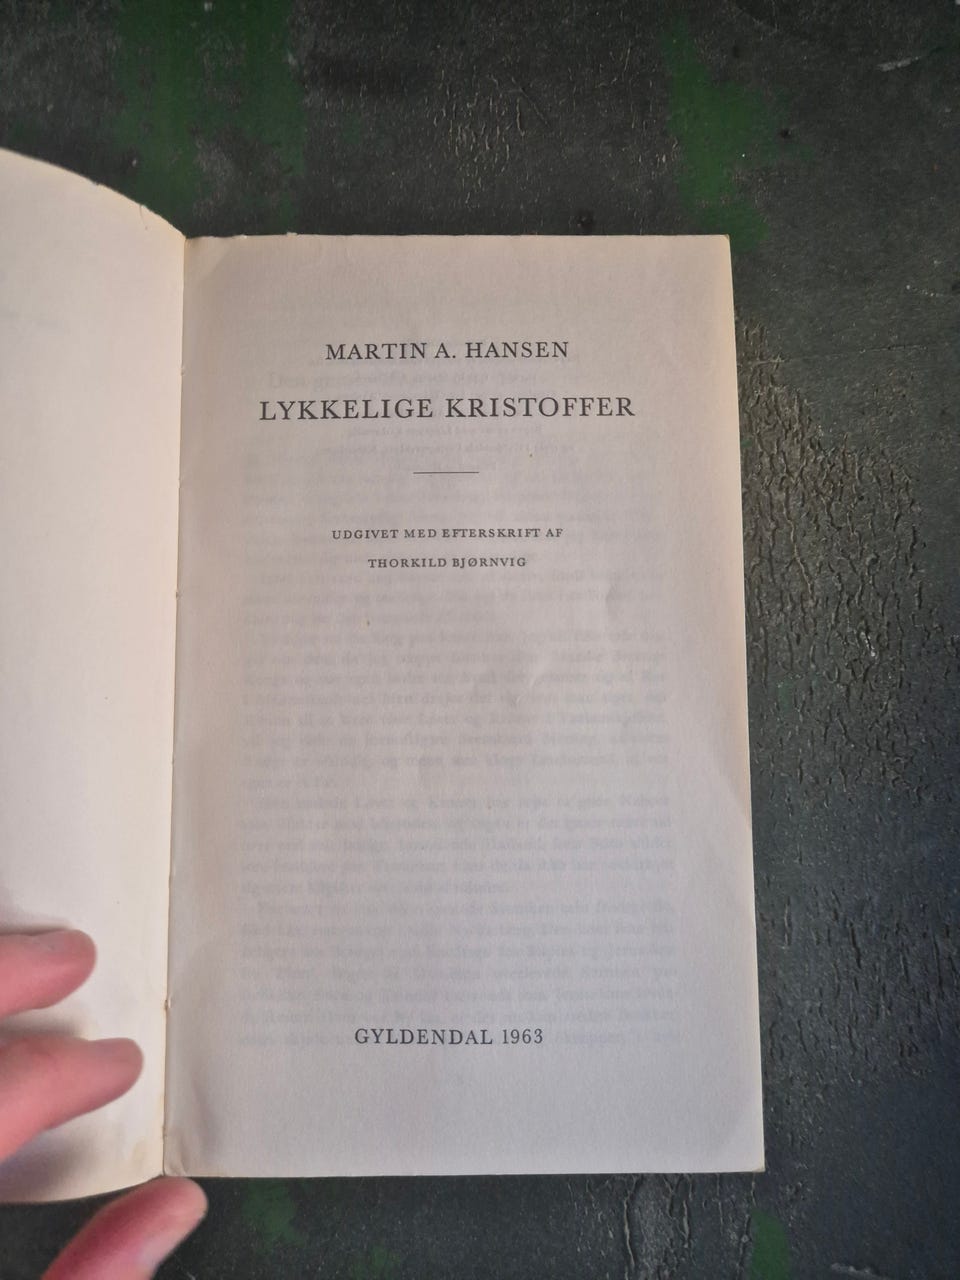 MARTIN A. HANSEN
LYKKELIGE KRISTOFFER
UDGIVET MED EFTERSKRIFT AF
THORKILD BJØRNVIG
GYLDENDAL 1963